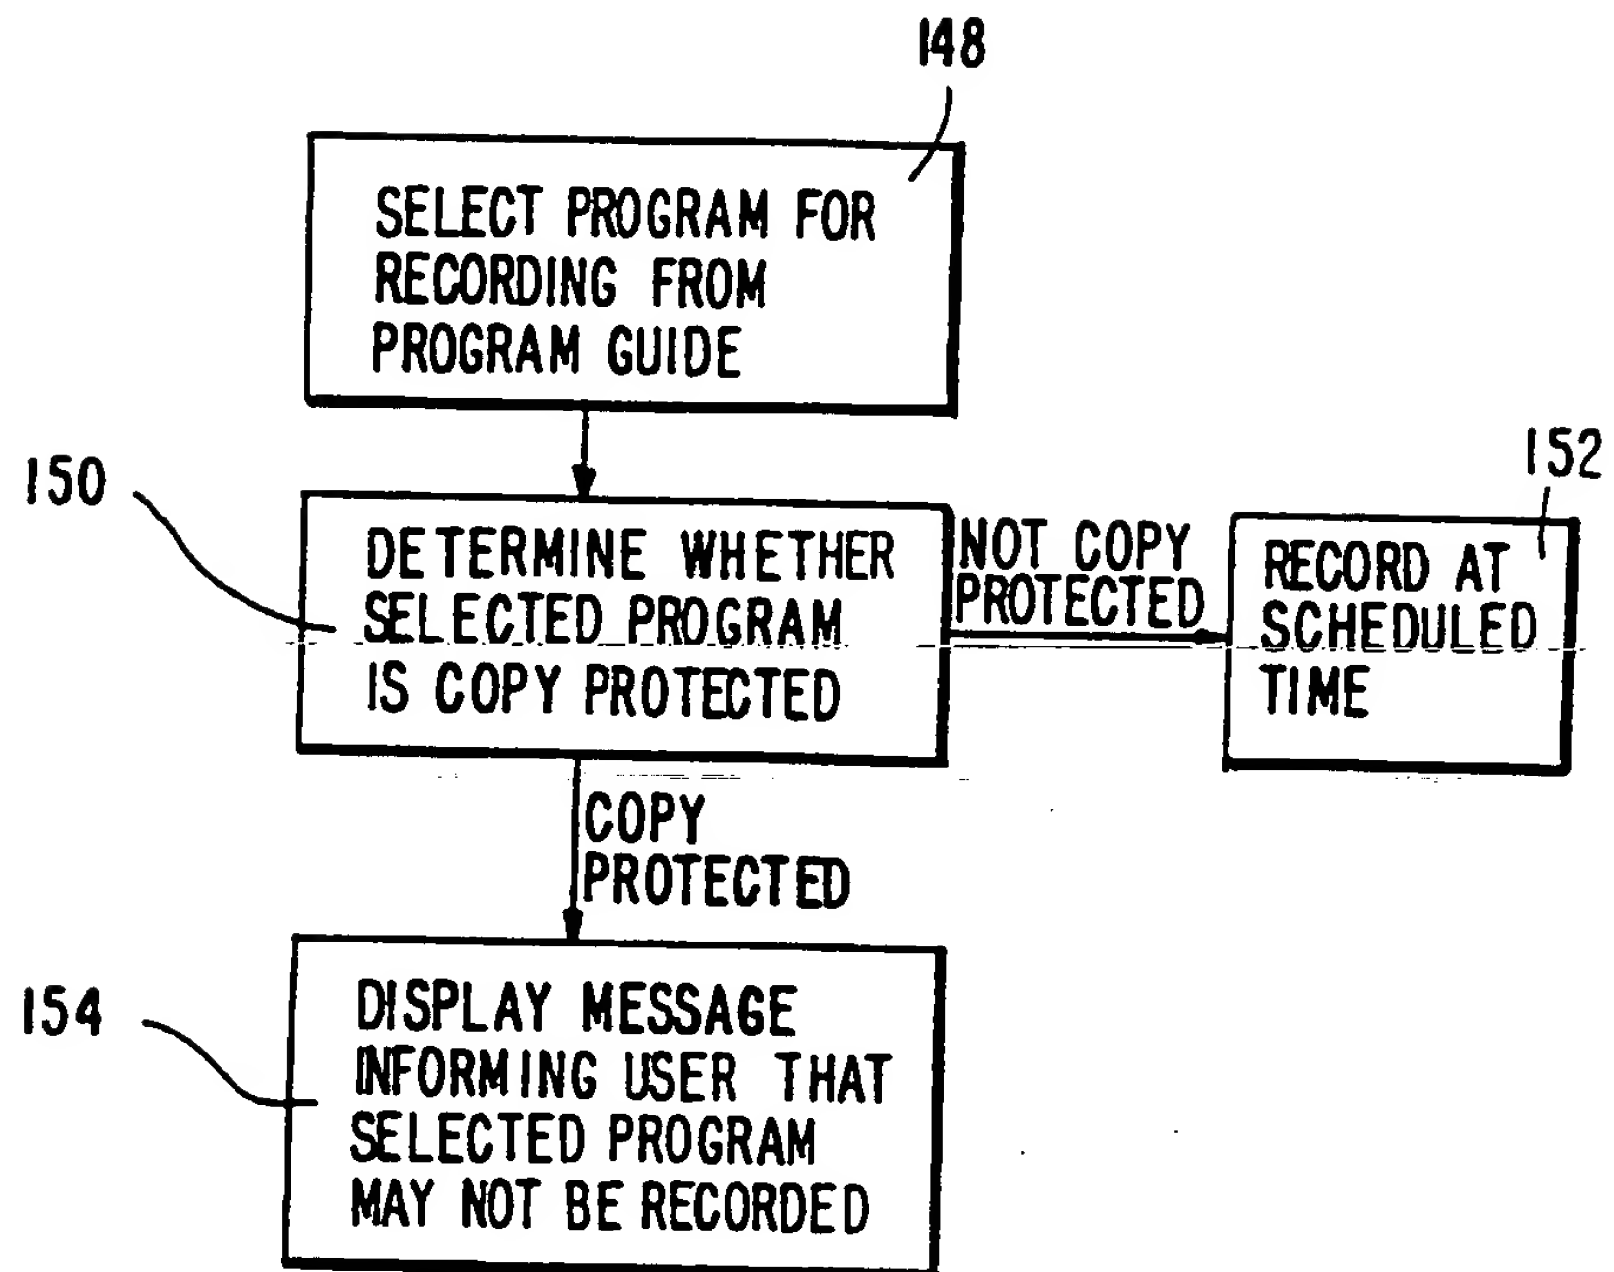 148
SELECT PROGRAM FOR
RECORDING FROM
PROGRAM GUIDE
150
DETERMINE WHETHER
SELECTED PROGRAM
IS COPY PROTECTED
NOT COPY
PROTECTED
152
RECORD AT
SCHEDULED
TIME
COPY
PROTECTED
154
DISPLAY MESSAGE
INFORMING USER THAT
SELECTED PROGRAM
MAY NOT BE RECORDED